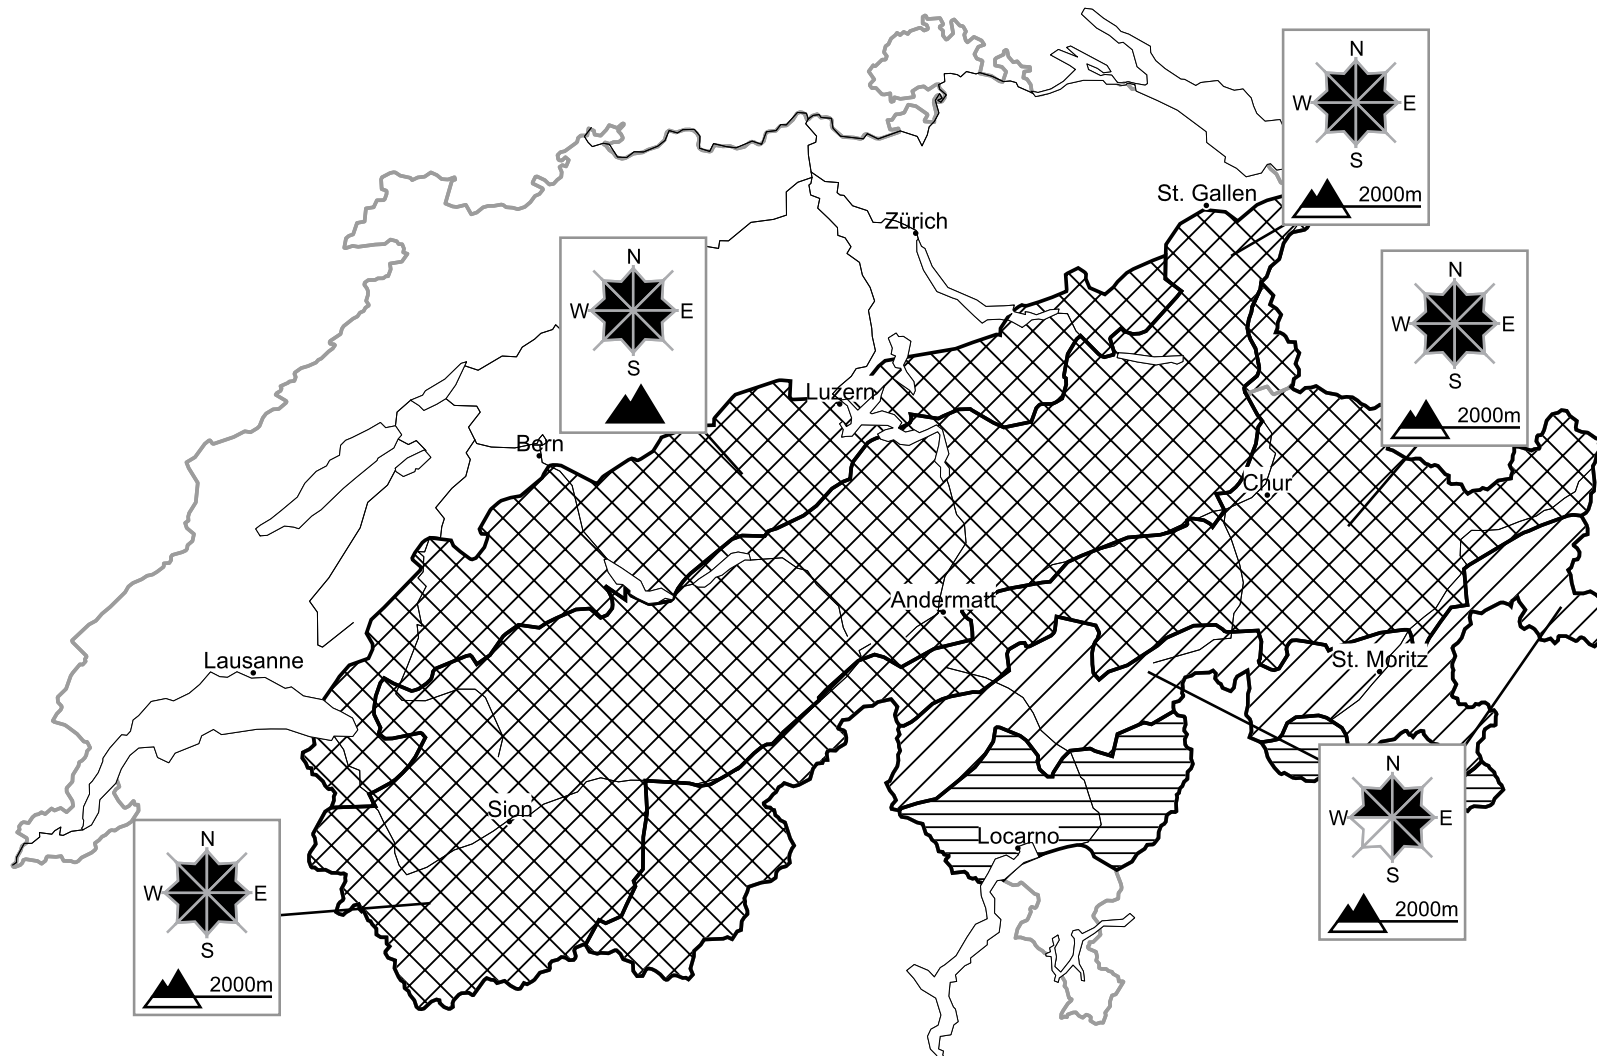 N
W E
S
2000m
St. Gallen
Zürich
N
W E
S
N
W E
S
2000m
Luzern
Bern
Chur
Andermatt
Lausanne
St. Moritz
N
W E
S
2000m
Sion
Locarno
N
W E
S
2000m